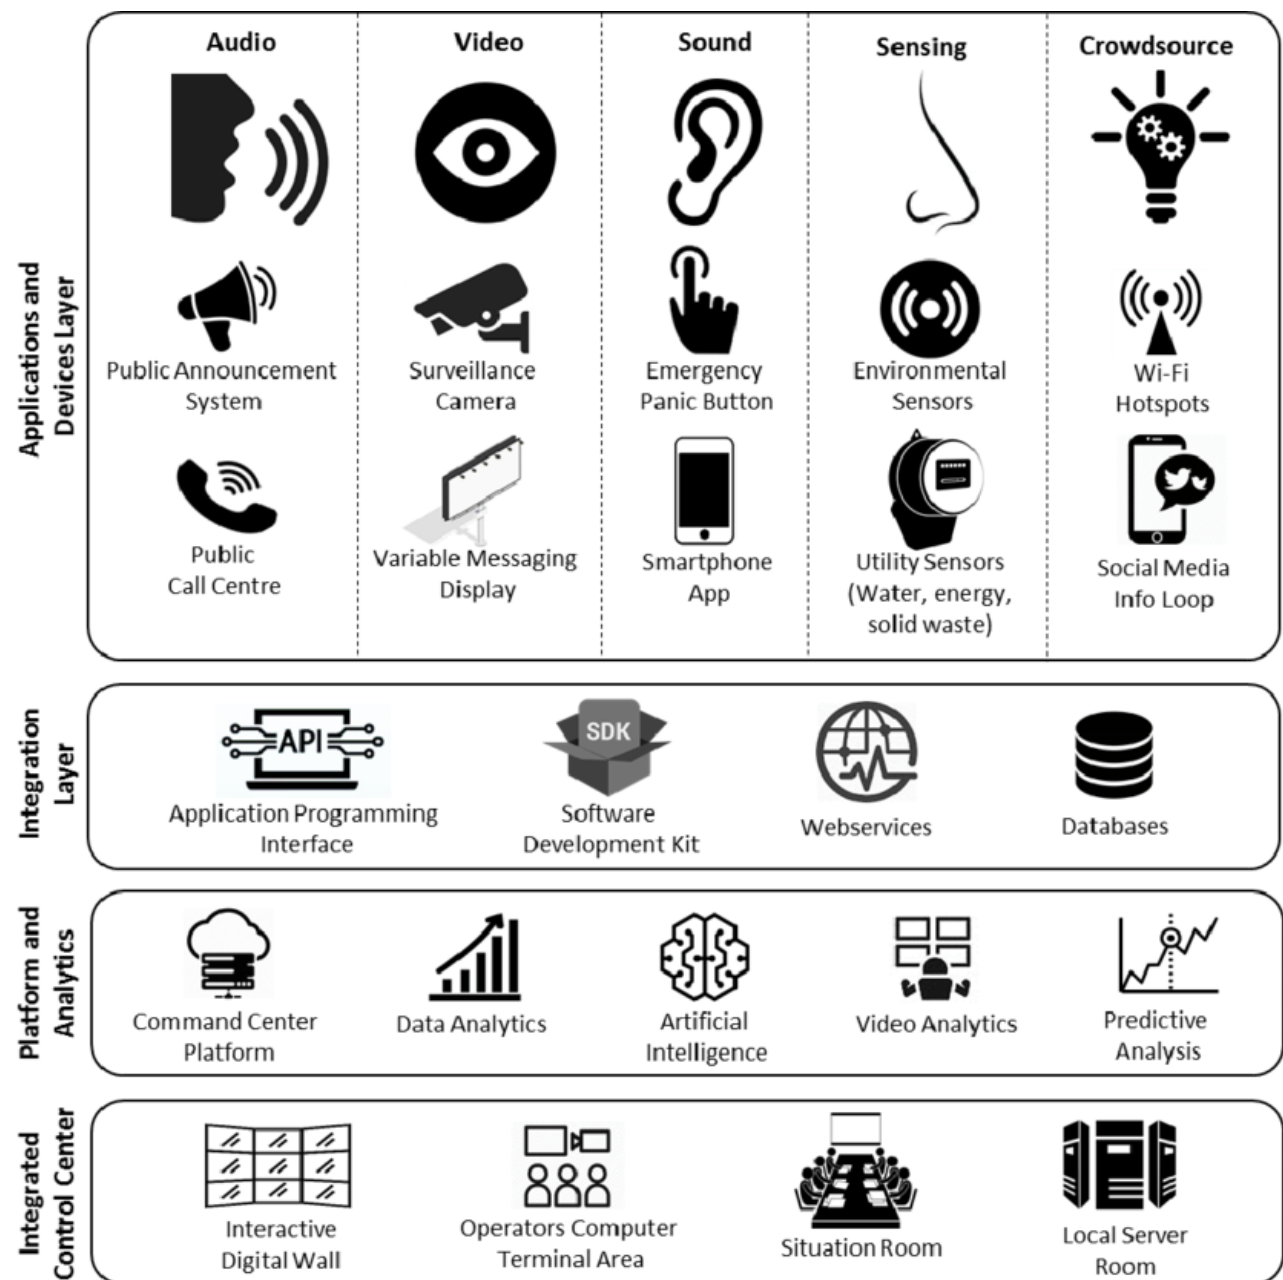 Applications and
Devices Layer
Audio
Public Announcement
System
Public
Call Centre
Video
Surveillance
Camera
Variable Messaging
Display
Sound
Emergency
Panic Button
Smartphone
App
Sensing
Environmental
Sensors
Utility Sensors
(Water, energy,
solid waste)
Crowdsource
Wi-Fi
Hotspots
Social Media
Info Loop
Integration
Layer
API
Application Programming
Interface
SDK
Software
Development Kit
Webservices
Databases
Platform and
Analytics
Command Center
Platform
Data Analytics
Artificial
Intelligence
Video Analytics
Predictive
Analysis
Integrated
Control Center
Interactive
Digital Wall
Operators Computer
Terminal Area
Situation Room
Local Server
Room